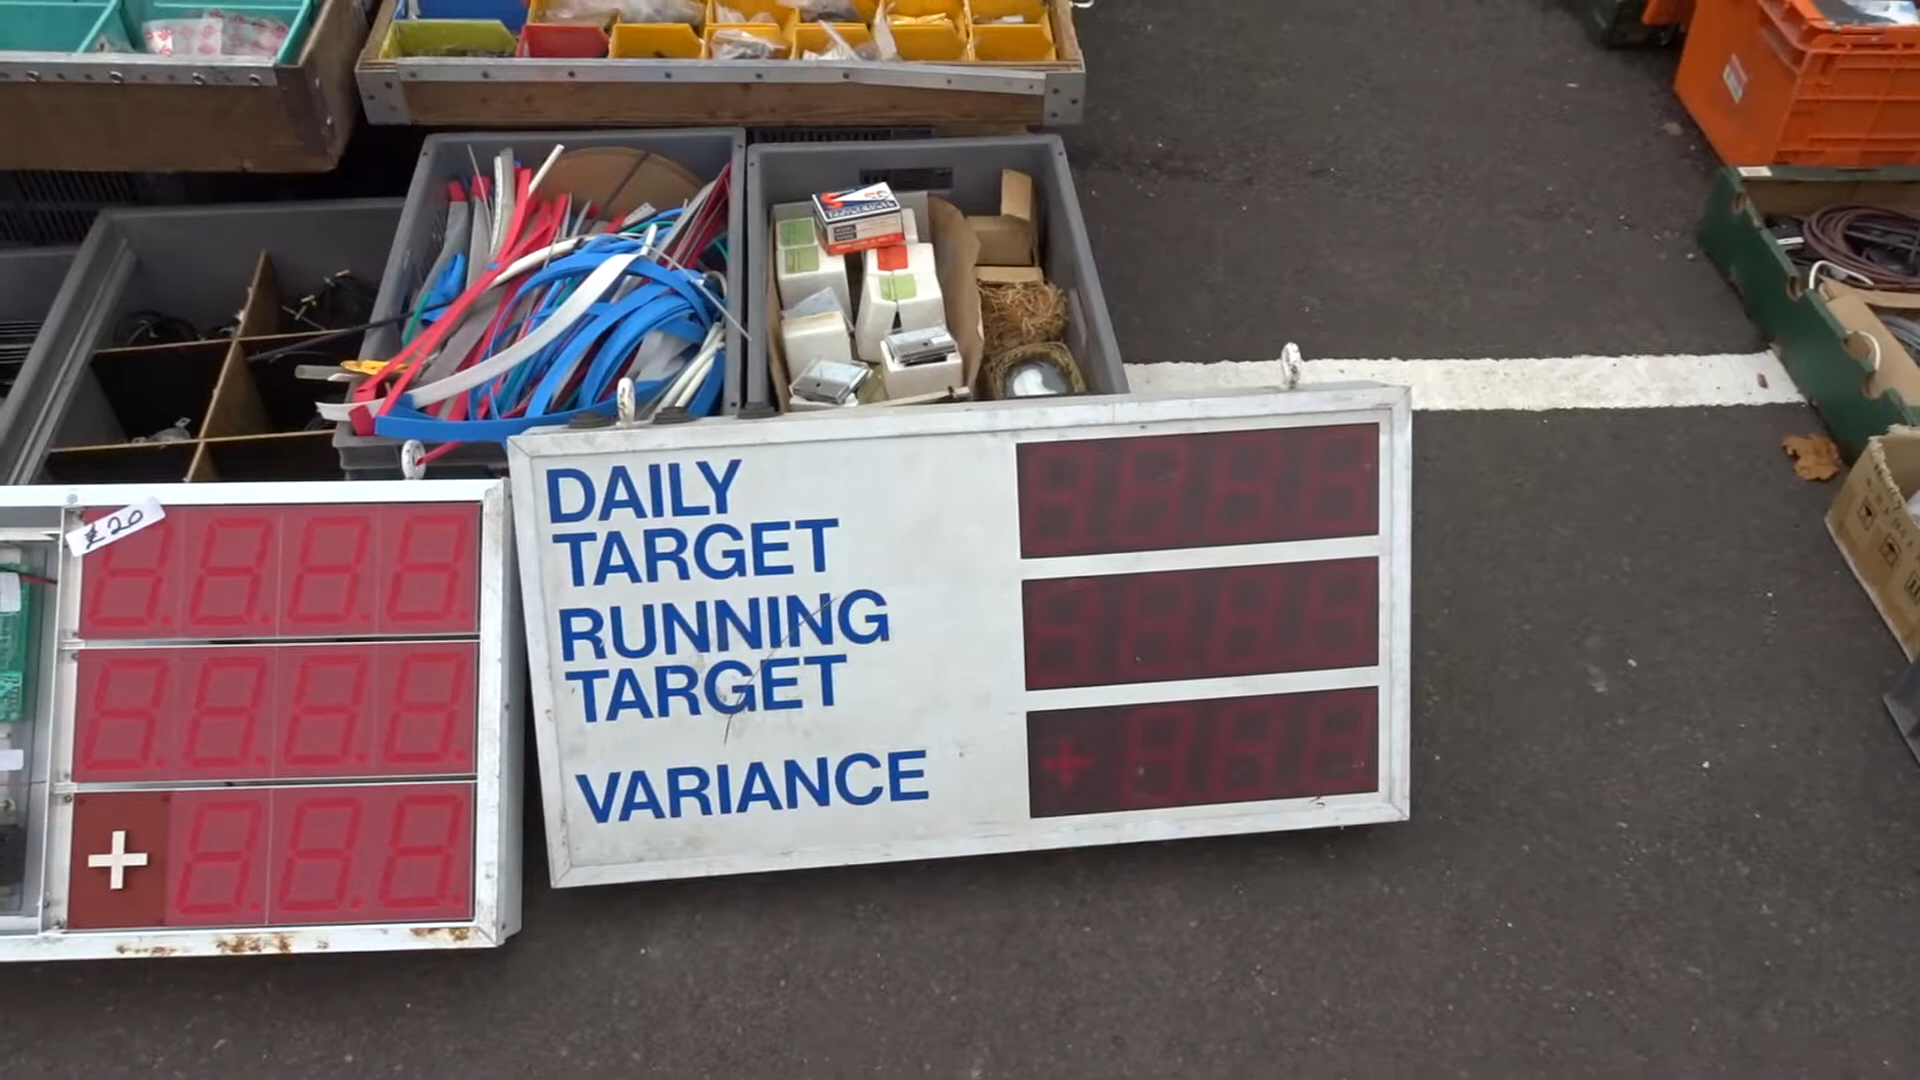 £20
DAILY
TARGET
RUNNING
TARGET
VARIANCE
+
+